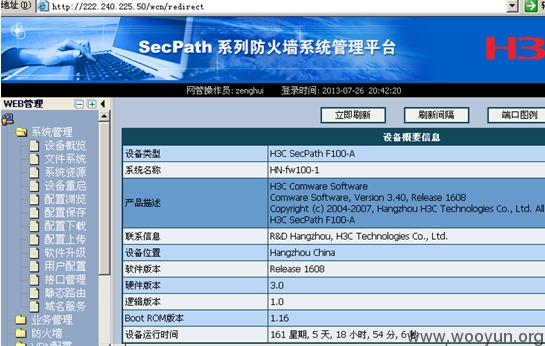 地址(D) http://222.240.225.50/wcn/redirect
SecPath 系列防火墙系统管理平台
H3
网管操作员: zenghui 登录时间: 2013-07-26 20:42:20
WEB管理
立即刷新 刷新间隔 端口图例
系统管理
设备概览
文件系统
系统资源
设备重启
配置浏览
配置保存
配置下载
配置上传
软件升级
用户配置
接口管理
静态路由
域名服务
业务管理
防火墙
VPN配置
设备概要信息
设备类型 H3C SecPath F100-A
系统名称 HN-fw100-1
产品描述 H3C Comware Software
Comware Software, Version 3.40, Release 1608
Copyright (c) 2004-2007, Hangzhou H3C Technologies Co., Ltd. All
H3C SecPath F100-A
联系信息 R&D Hangzhou, H3C Technologies Co., Ltd.
设备位置 Hangzhou China
软件版本 Release 1608
硬件版本 3.0
逻辑版本 1.0
Boot ROM版本 1.16
设备运行时间 161 星期, 5 天, 18 小时, 54 分, 6 秒
www.wooyun.org